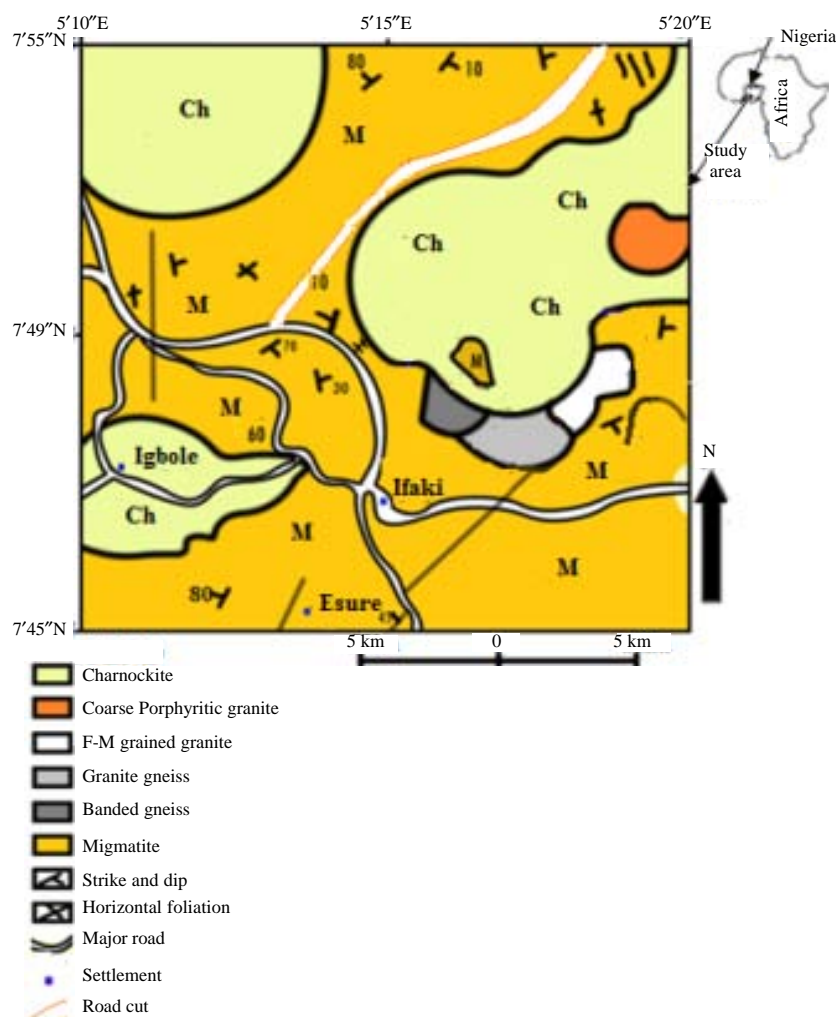 5′10″E
5′15″E
5′20″E
Nigeria
7′55″N
80
10
Ch
M
Africa
Study
area
Ch
Ch
10
M
Ch
7′49″N
70
M
30
M
60
Igbole
N
M
Ifaki
Ch
M
M
80
Esure
7′45″N
5 km
0
5 km
Charnockite
Coarse Porphyritic granite
F-M grained granite
Granite gneiss
Banded gneiss
Migmatite
Strike and dip
Horizontal foliation
Major road
Settlement
Road cut